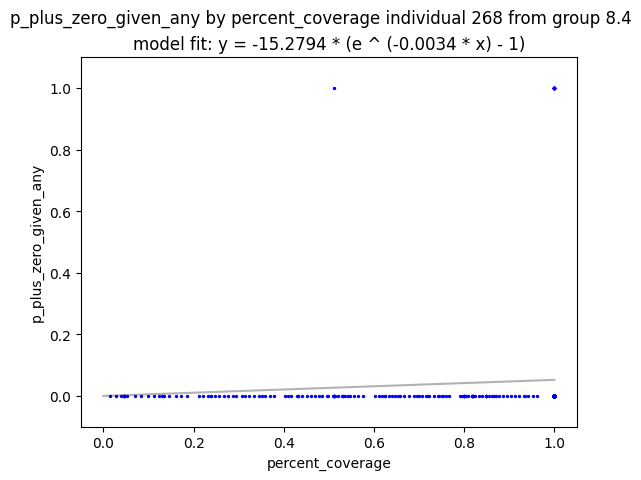 p_plus_zero_given_any by percent_coverage individual 268 from group 8.4
model fit: y = -15.2794 * (e ^ (-0.0034 * x) - 1)
1.0
0.8
0.6
0.4
0.2
0.0
p_plus_zero_given_any
0.0 0.2 0.4 0.6 0.8 1.0
percent_coverage